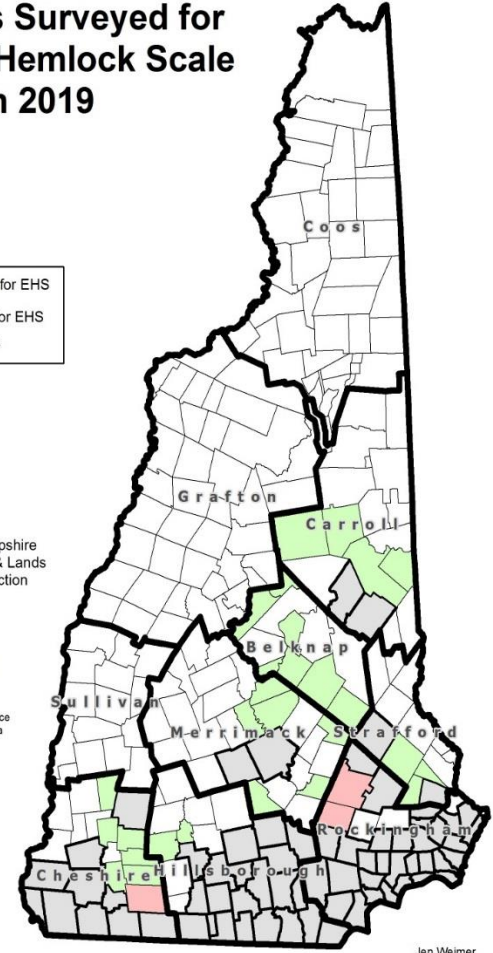 s Surveyed for
Hemlock Scale
n 2019
for EHS
or EHS
Coos
Grafton
Carroll
pshire
& Lands
ction
Belknap
Sullivan
ce
a
Merrimack
Strafford
Rockingham
Cheshire
Hillsborough
Jen Weimer